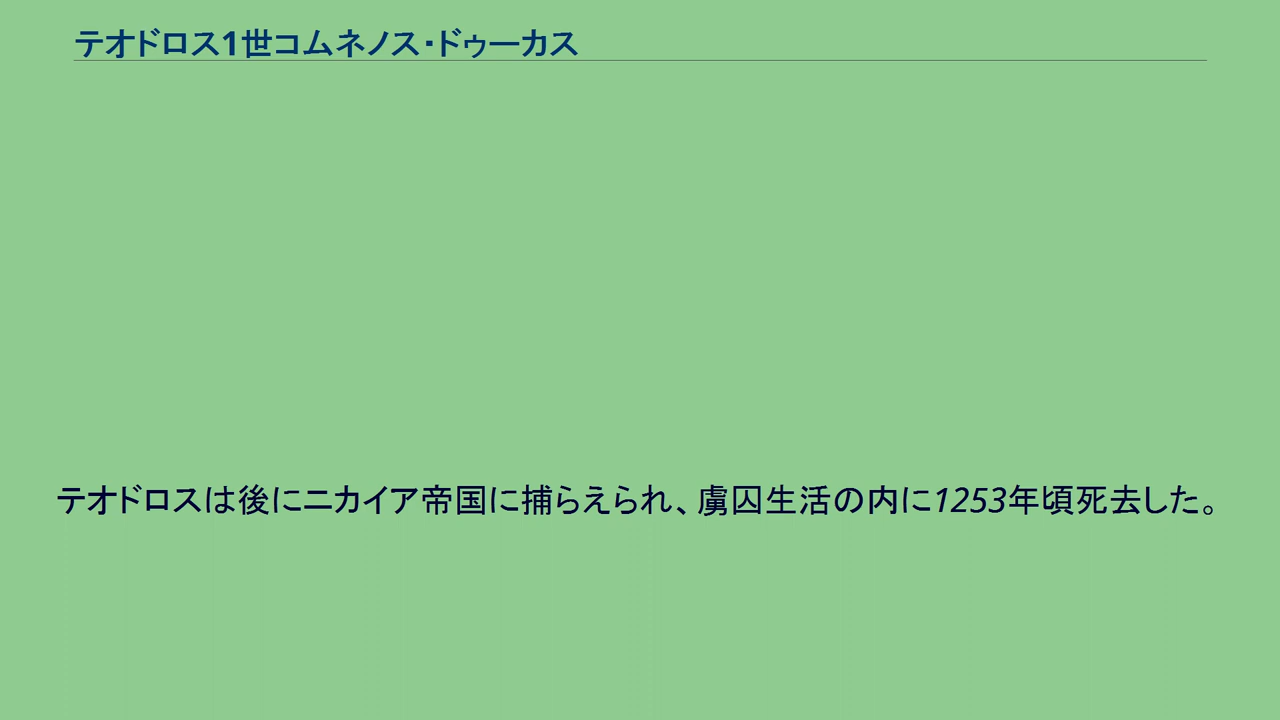 テオドロス1世コムネノス・ドゥーカス
テオドロスは後にニカイア帝国に捕らえられ、虜囚生活の内に1253年頃死去した。